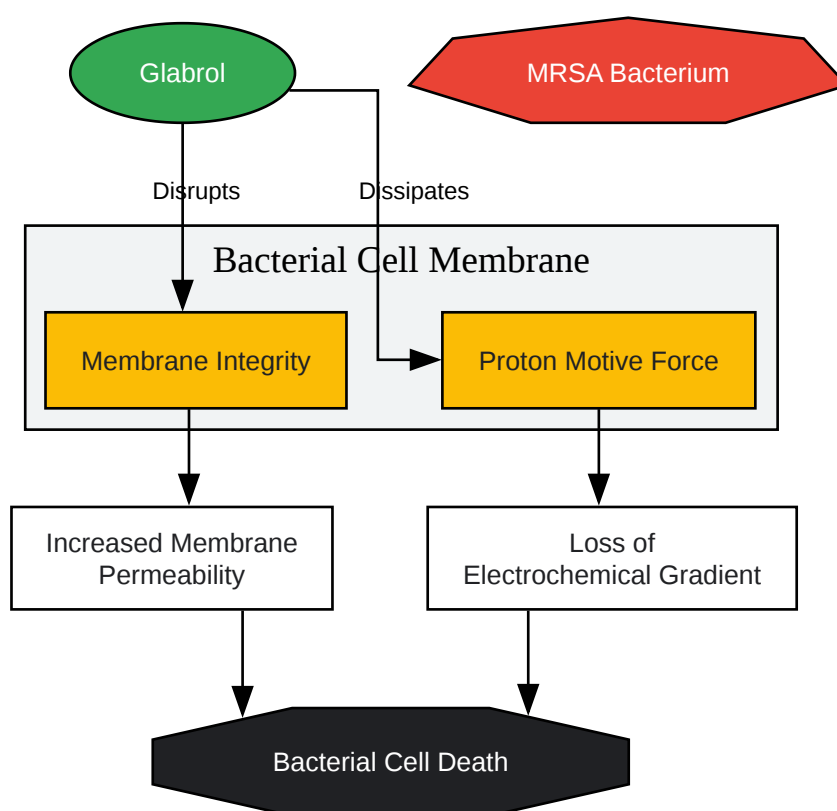 Glabrol
MRSA Bacterium
Disrupts
Dissipates
Bacterial Cell Membrane
Membrane Integrity
Proton Motive Force
Increased Membrane
Permeability
Loss of
Electrochemical Gradient
Bacterial Cell Death